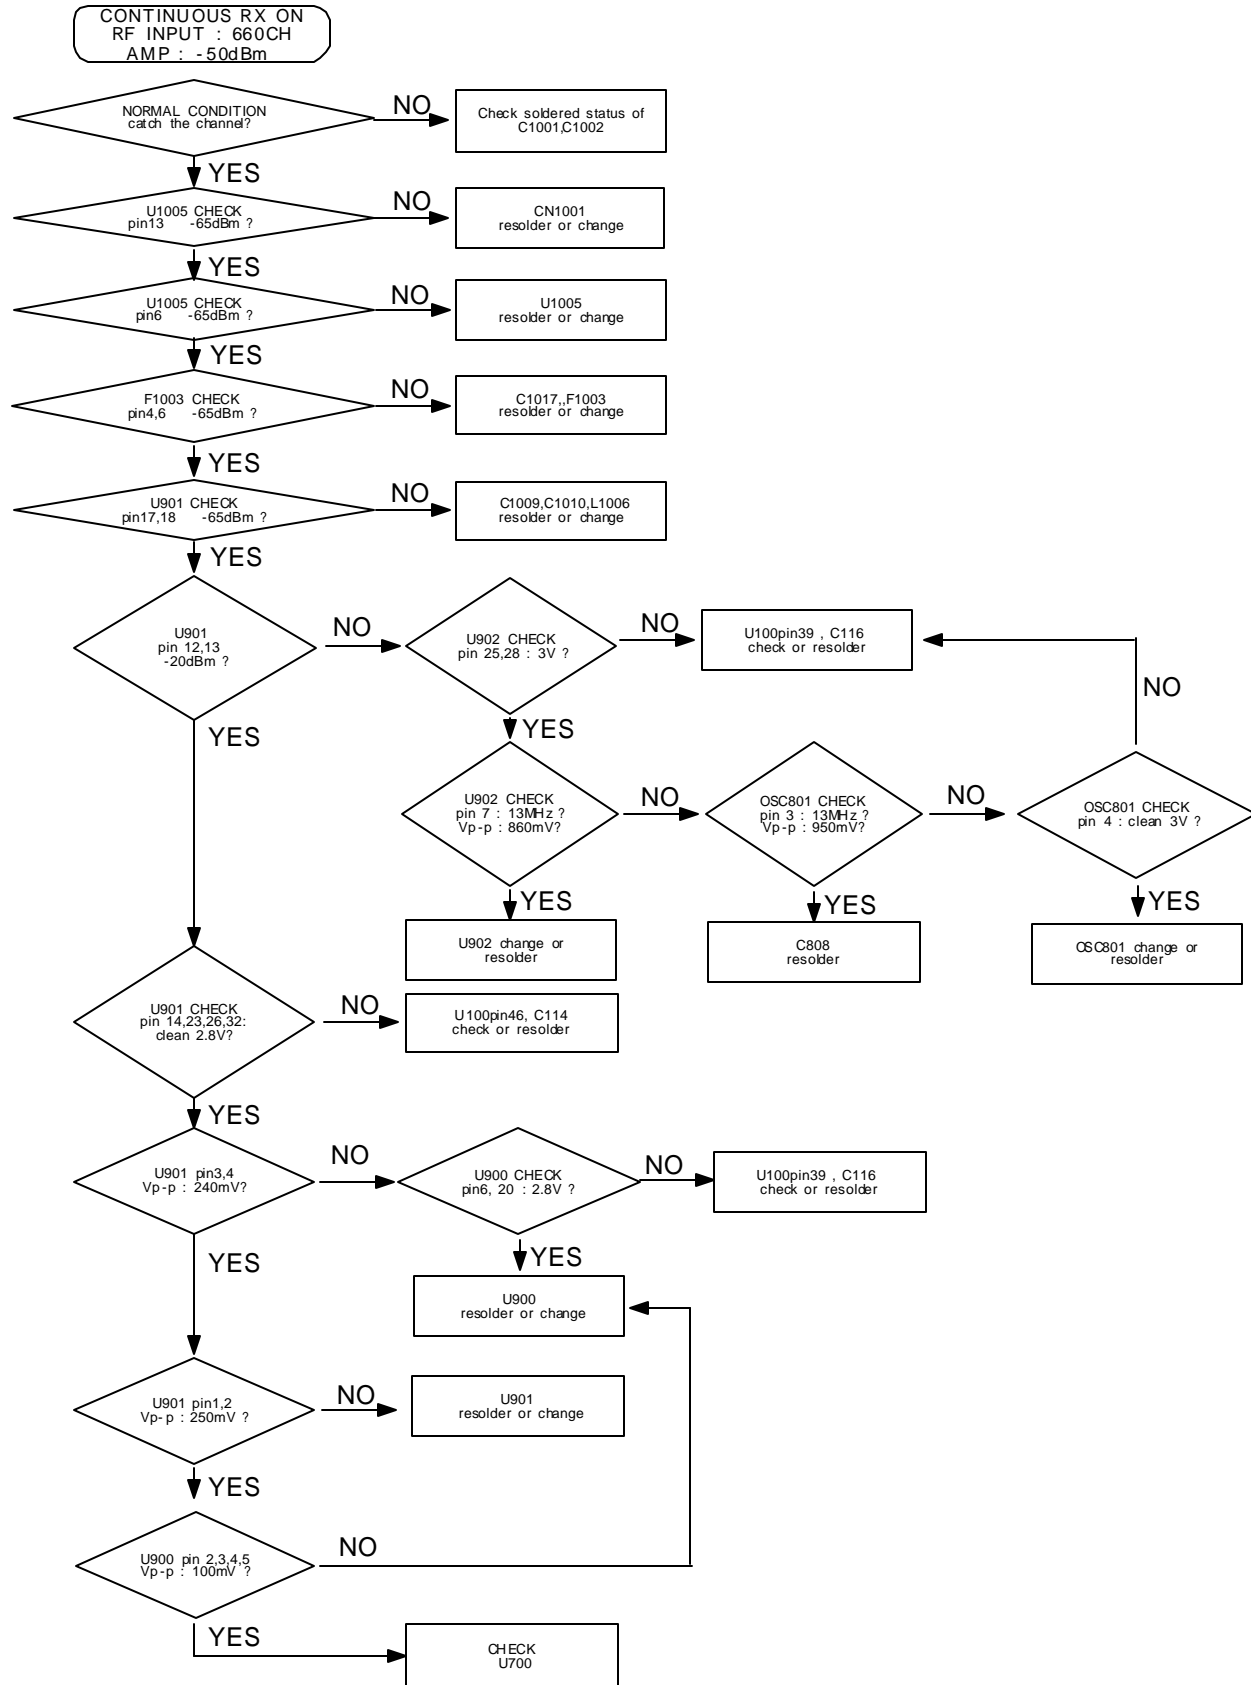 CONTINUOUS RX ON
RF INPUT : 660CH
AMP : -50dBm
NORMAL CONDITION
catch the channel?
NO
Check soldered status of
C1001,C1002
YES
U1005 CHECK
pin13 -65dBm ?
NO
CN1001
resolder or change
YES
U1005 CHECK
pin6 -65dBm ?
NO
U1005
resolder or change
YES
F1003 CHECK
pin4,6 -65dBm ?
NO
C1017,,F1003
resolder or change
YES
U901 CHECK
pin17,18 -65dBm ?
NO
C1009,C1010,L1006
resolder or change
YES
U901
pin 12,13
-20dBm ?
NO
U902 CHECK
pin 25,28 : 3V ?
NO
U100pin39 , C116
check or resolder
NO
YES
YES
U902 CHECK
pin 7 : 13MHz ?
Vp-p : 860mV?
NO
OSC801 CHECK
pin 3 : 13MHz ?
Vp-p : 950mV?
NO
OSC801 CHECK
pin 4 : clean 3V ?
YES
YES
YES
U902 change or
resolder
C808
resolder
OSC801 change or
resolder
U901 CHECK
pin 14,23,26,32:
clean 2.8V?
NO
U100pin46, C114
check or resolder
YES
U901 pin3,4
Vp-p : 240mV?
NO
U900 CHECK
pin6, 20 : 2.8V ?
NO
U100pin39 , C116
check or resolder
YES
YES
U900
resolder or change
U901 pin1,2
Vp-p : 250mV ?
NO
U901
resolder or change
YES
U900 pin 2,3,4,5
Vp-p : 100mV ?
NO
YES
CHECK
U700